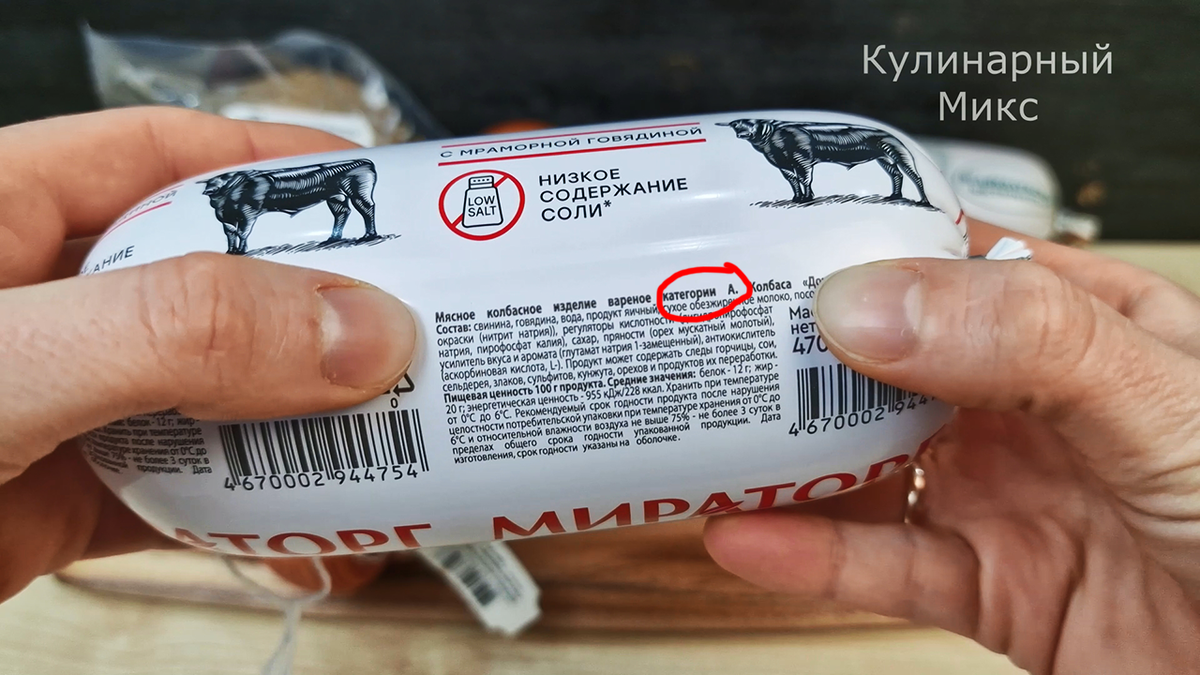 Кулинарный
Микс
С МРАМОРНОЙ ГОВЯДИНОЙ
LOW
SALT
НИЗКОЕ
СОДЕРЖАНИЕ
СОЛИ*
Мясное колбасное изделие вареное категории А. Колбаса
Состав: свинина, говядина, вода, продукт яичный, сухое обезжиренное молоко,
окраски (нитрит натрия)), регуляторы кислотности
натрия, пирофосфат калия), сахар, пряности (орех мускатный молотый),
усилитель вкуса и аромата (глутамат натрия 1-замещенный), антиокислитель
(аскорбиновая кислота, L-). Продукт может содержать следы горчицы, сои,
сельдерея, злаков, сульфитов, кунжута, орехов и продуктов их переработки.
Пищевая ценность 100 г продукта. Средние значения: белок - 12 г; жир -
20 г; энергетическая ценность - 955 кДж/228 ккал. Хранить при температуре
от 0°С до 6°С. Рекомендуемый срок годности продукта после нарушения
целостности потребительской упаковки при температуре хранения от 0°С до
6°С и относительной влажности воздуха не выше 75% - не более 3 суток в
пределах общего срока годности упакованной продукции. Дата
изготовления, срок годности указаны на оболочке.
нет
470
4 670002 944754
4 670002 944
АТОРГ МИРАТОРГ